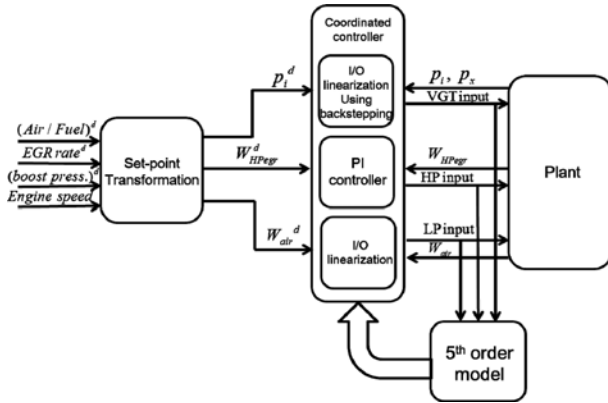 (Air / Fuel)^d
EGR rate^d
(boost press.)^d
Engine speed
Set-point
Transformation
p_i^d
W_HPegr^d
W_air^d
Coordinated
controller
I/O
linearization
Using
backstepping
PI
controller
I/O
linearization
p_i, p_x
VGT input
W_HPegr
HP input
LP input
W_air
Plant
5th order
model